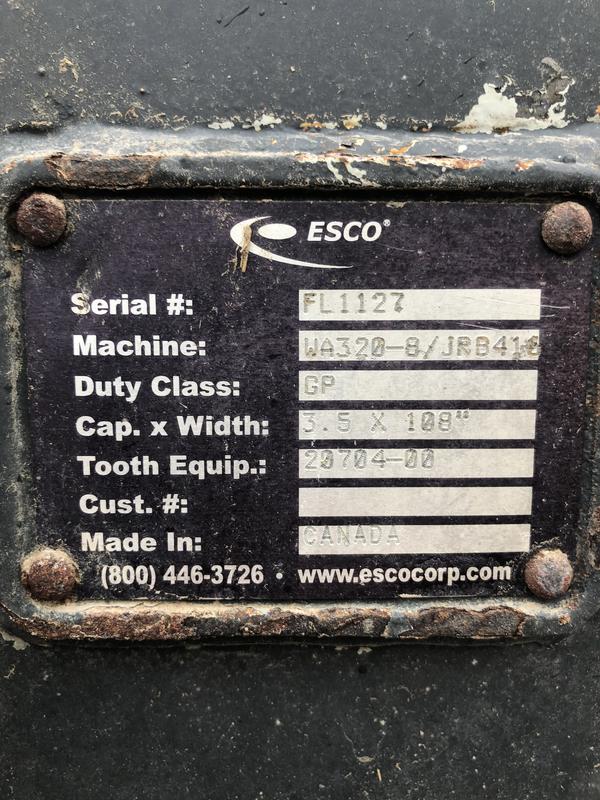 ESCO®
Serial #: FL1127
Machine: WA320-8/JRB416
Duty Class: GP
Cap. x Width: 3.5 X 108"
Tooth Equip.: 20704-00
Cust. #:
Made In: CANADA
(800) 446-3726 • www.escocorp.com